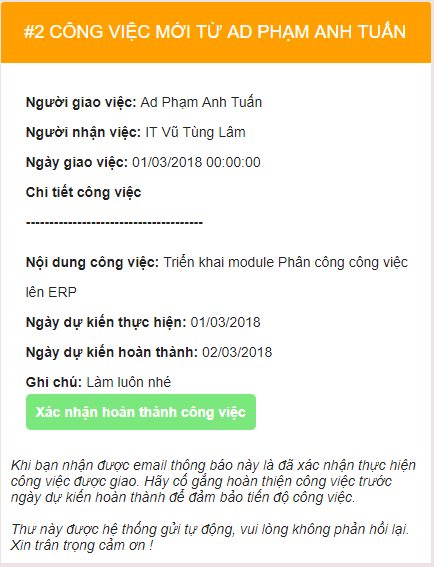 #2 CÔNG VIỆC MỚI TỪ AD PHẠM ANH TUẤN
Người giao việc: Ad Phạm Anh Tuấn
Người nhận việc: IT Vũ Tùng Lâm
Ngày giao việc: 01/03/2018 00:00:00
Chi tiết công việc
--------------------------------------
Nội dung công việc: Triển khai module Phân công công việc
lên ERP
Ngày dự kiến thực hiện: 01/03/2018
Ngày dự kiến hoàn thành: 02/03/2018
Ghi chú: Làm luôn nhé
Xác nhận hoàn thành công việc
Khi bạn nhận được email thông báo này là đã xác nhận thực hiện
công việc được giao. Hãy cố gắng hoàn thiện công việc trước
ngày dự kiến hoàn thành để đảm bảo tiến độ công việc.
Thư này được hệ thống gửi tự động, vui lòng không phản hồi lại.
Xin trân trọng cảm ơn !